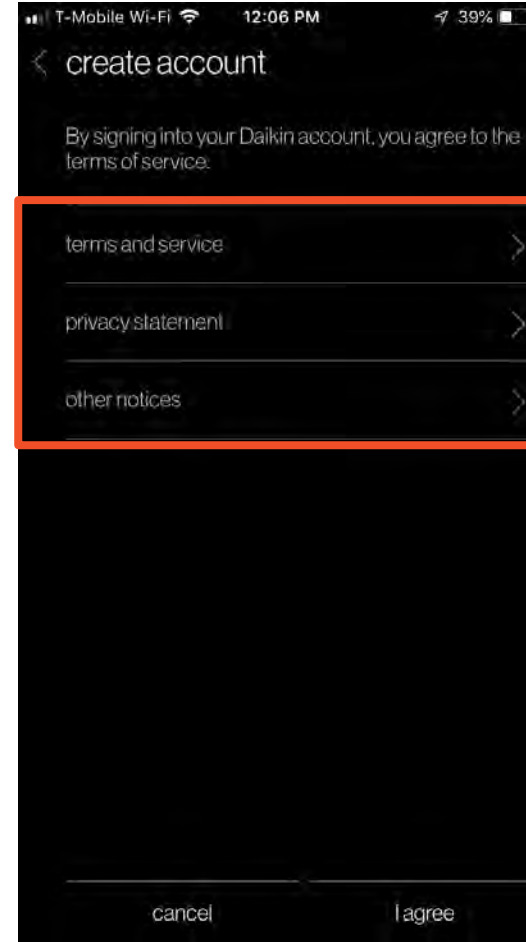 T-Mobile Wi-Fi 12:06 PM 39%
create account
By signing into your Daikin account, you agree to the
terms of service.
terms and service
privacy statement
other notices
cancel I agree